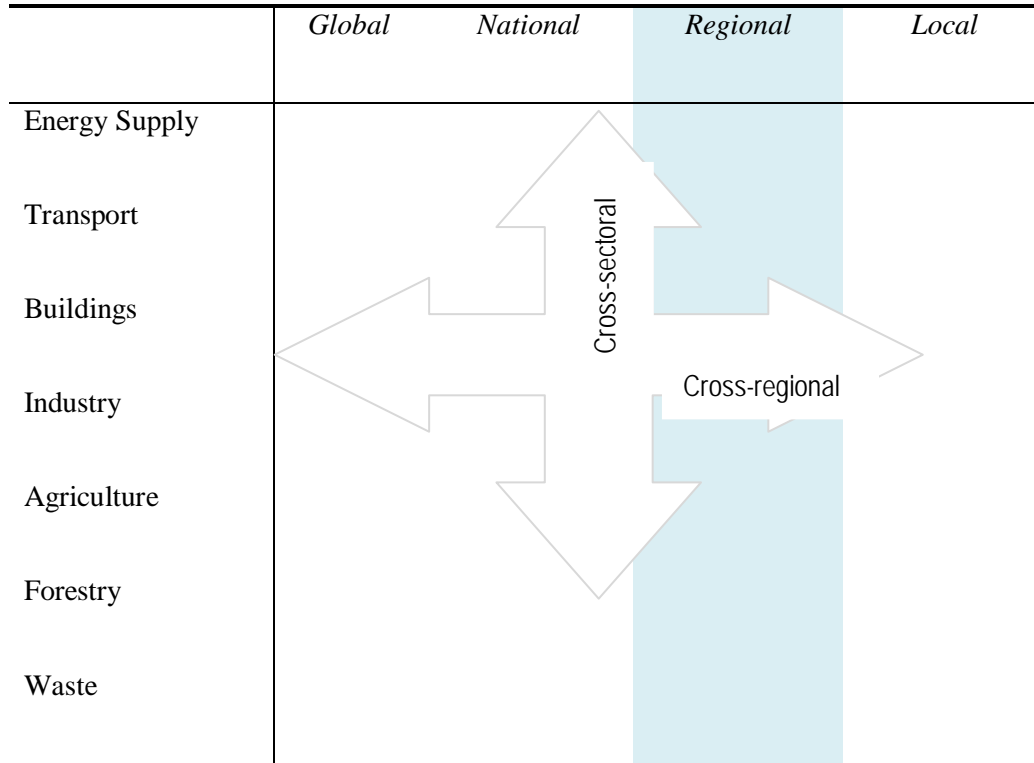 Global National Regional Local
Energy Supply
Transport
Cross-sectoral
Buildings
Cross-regional
Industry
Agriculture
Forestry
Waste